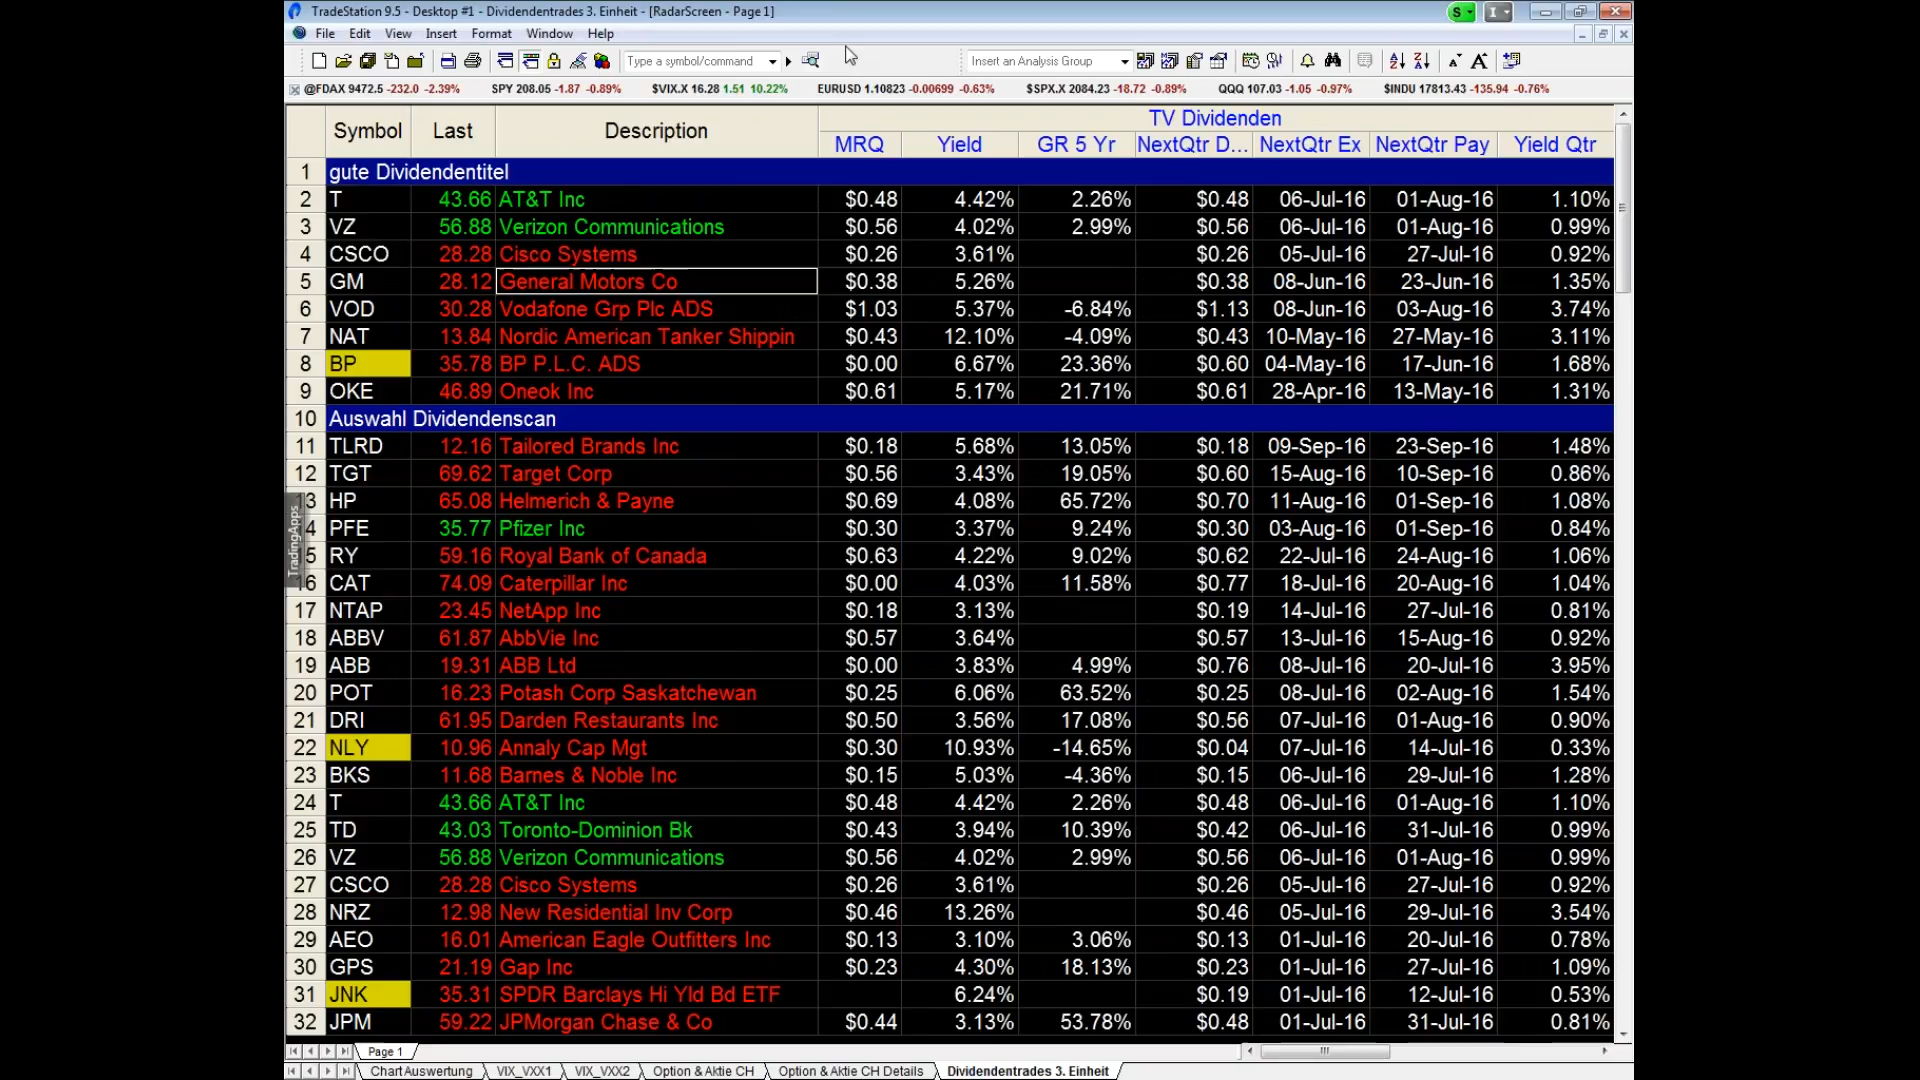 TradeStation 9.5 - Desktop #1 - Dividendentrades 3. Einheit - [RadarScreen - Page 1]
S
I
File Edit View Insert Format Window Help
Type a symbol/command
Insert an Analysis Group
@FDAX 9472.5 -232.0 -2.39% SPY 208.05 -1.87 -0.89% $VIX.X 16.28 1.51 10.22% EURUSD 1.10823 -0.00699 -0.63% $SPX.X 2084.23 -18.72 -0.89% QQQ 107.03 -1.05 -0.97% $INDU 17813.43 -135.94 -0.76%
TV Dividenden
Symbol Last Description MRQ Yield GR 5 Yr NextQtr D... NextQtr Ex NextQtr Pay Yield Qtr
1 gute Dividendentitel
2 T 43.66 AT&T Inc $0.48 4.42% 2.26% $0.48 06-Jul-16 01-Aug-16 1.10%
3 VZ 56.88 Verizon Communications $0.56 4.02% 2.99% $0.56 06-Jul-16 01-Aug-16 0.99%
4 CSCO 28.28 Cisco Systems $0.26 3.61% $0.26 05-Jul-16 27-Jul-16 0.92%
5 GM 28.12 General Motors Co $0.38 5.26% $0.38 08-Jun-16 23-Jun-16 1.35%
6 VOD 30.28 Vodafone Grp Plc ADS $1.03 5.37% -6.84% $1.13 08-Jun-16 03-Aug-16 3.74%
7 NAT 13.84 Nordic American Tanker Shippin $0.43 12.10% -4.09% $0.43 10-May-16 27-May-16 3.11%
8 BP 35.78 BP P.L.C. ADS $0.00 6.67% 23.36% $0.60 04-May-16 17-Jun-16 1.68%
9 OKE 46.89 Oneok Inc $0.61 5.17% 21.71% $0.61 28-Apr-16 13-May-16 1.31%
10 Auswahl Dividendenscan
11 TLRD 12.16 Tailored Brands Inc $0.18 5.68% 13.05% $0.18 09-Sep-16 23-Sep-16 1.48%
12 TGT 69.62 Target Corp $0.56 3.43% 19.05% $0.60 15-Aug-16 10-Sep-16 0.86%
13 HP 65.08 Helmerich & Payne $0.69 4.08% 65.72% $0.70 11-Aug-16 01-Sep-16 1.08%
4 PFE 35.77 Pfizer Inc $0.30 3.37% 9.24% $0.30 03-Aug-16 01-Sep-16 0.84%
5 RY 59.16 Royal Bank of Canada $0.63 4.22% 9.02% $0.62 22-Jul-16 24-Aug-16 1.06%
16 CAT 74.09 Caterpillar Inc $0.00 4.03% 11.58% $0.77 18-Jul-16 20-Aug-16 1.04%
TradingApps
17 NTAP 23.45 NetApp Inc $0.18 3.13% $0.19 14-Jul-16 27-Jul-16 0.81%
18 ABBV 61.87 AbbVie Inc $0.57 3.64% $0.57 13-Jul-16 15-Aug-16 0.92%
19 ABB 19.31 ABB Ltd $0.00 3.83% 4.99% $0.76 08-Jul-16 20-Jul-16 3.95%
20 POT 16.23 Potash Corp Saskatchewan $0.25 6.06% 63.52% $0.25 08-Jul-16 02-Aug-16 1.54%
21 DRI 61.95 Darden Restaurants Inc $0.50 3.56% 17.08% $0.56 07-Jul-16 01-Aug-16 0.90%
22 NLY 10.96 Annaly Cap Mgt $0.30 10.93% -14.65% $0.04 07-Jul-16 14-Jul-16 0.33%
23 BKS 11.68 Barnes & Noble Inc $0.15 5.03% -4.36% $0.15 06-Jul-16 29-Jul-16 1.28%
24 T 43.66 AT&T Inc $0.48 4.42% 2.26% $0.48 06-Jul-16 01-Aug-16 1.10%
25 TD 43.03 Toronto-Dominion Bk $0.43 3.94% 10.39% $0.42 06-Jul-16 31-Jul-16 0.99%
26 VZ 56.88 Verizon Communications $0.56 4.02% 2.99% $0.56 06-Jul-16 01-Aug-16 0.99%
27 CSCO 28.28 Cisco Systems $0.26 3.61% $0.26 05-Jul-16 27-Jul-16 0.92%
28 NRZ 12.98 New Residential Inv Corp $0.46 13.26% $0.46 05-Jul-16 29-Jul-16 3.54%
29 AEO 16.01 American Eagle Outfitters Inc $0.13 3.10% 3.06% $0.13 01-Jul-16 20-Jul-16 0.78%
30 GPS 21.19 Gap Inc $0.23 4.30% 18.13% $0.23 01-Jul-16 27-Jul-16 1.09%
31 JNK 35.31 SPDR Barclays Hi Yld Bd ETF 6.24% $0.19 01-Jul-16 12-Jul-16 0.53%
32 JPM 59.22 JPMorgan Chase & Co $0.44 3.13% 53.78% $0.48 01-Jul-16 31-Jul-16 0.81%
Page 1
ChartAuswertung VIX_VXX1 VIX_VXX2 Option & Aktie CH Option & Aktie CH Details Dividendentrades 3. Einheit